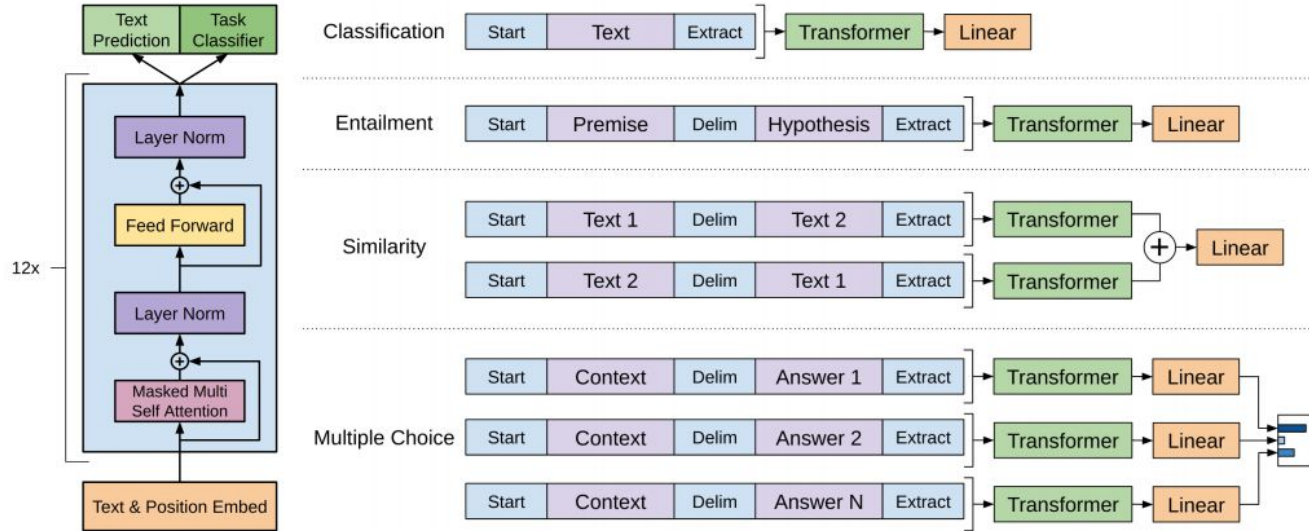 Text Prediction
Task Classifier
Layer Norm
+
Feed Forward
12x
Layer Norm
+
Masked Multi Self Attention
Text & Position Embed
Classification
Start Text Extract Transformer Linear
Entailment
Start Premise Delim Hypothesis Extract Transformer Linear
Similarity
Start Text 1 Delim Text 2 Extract Transformer
+ Linear
Start Text 2 Delim Text 1 Extract Transformer
Multiple Choice
Start Context Delim Answer 1 Extract Transformer Linear
Start Context Delim Answer 2 Extract Transformer Linear
Start Context Delim Answer N Extract Transformer Linear